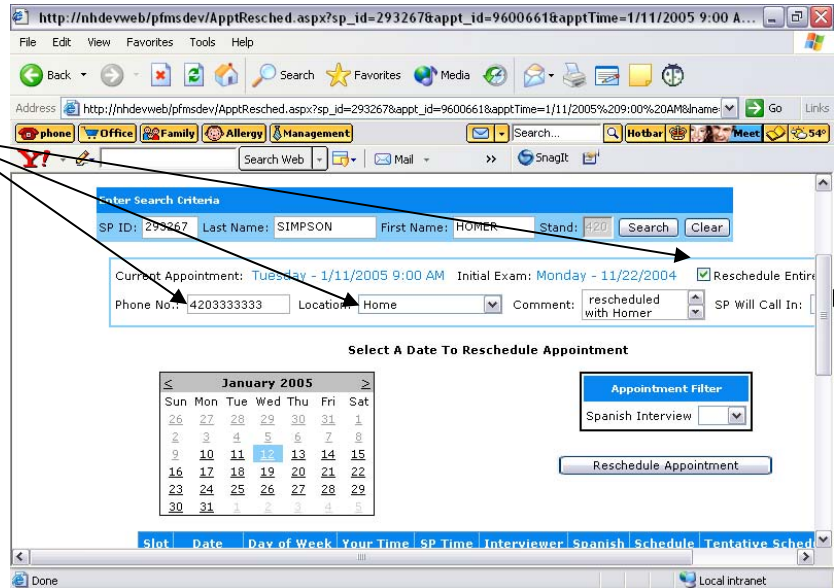 http://nhdevweb/pfmsdev/ApptResched.aspx?sp_id=293267&appt_id=9600661&apptTime=1/11/2005 9:00 A...
File Edit View Favorites Tools Help
Back Search Favorites Media
Address http://nhdevweb/pfmsdev/ApptResched.aspx?sp_id=293267&appt_id=9600661&apptTime=1/11/2005%209:00%20AM&lname= Go Links
phone Office Family Allergy Management Search... Hotbar Meet 54°
Y! Search Web Mail >> SnagIt
Enter Search Criteria
SP ID: 293267 Last Name: SIMPSON First Name: HOMER Stand: 420 Search Clear
Current Appointment: Tuesday - 1/11/2005 9:00 AM Initial Exam: Monday - 11/22/2004 Reschedule Entire
Phone No.: 4203333333 Location: Home Comment: rescheduled with Homer SP Will Call In:
Select A Date To Reschedule Appointment
< January 2005 >
Sun Mon Tue Wed Thu Fri Sat
26 27 28 29 30 31 1
2 3 4 5 6 7 8
9 10 11 12 13 14 15
16 17 18 19 20 21 22
23 24 25 26 27 28 29
30 31 1 2 3 4 5
Appointment Filter
Spanish Interview
Reschedule Appointment
Slot Date Day of Week Your Time SP Time Interviewer Spanish Schedule Tentative Sched
Done Local intranet